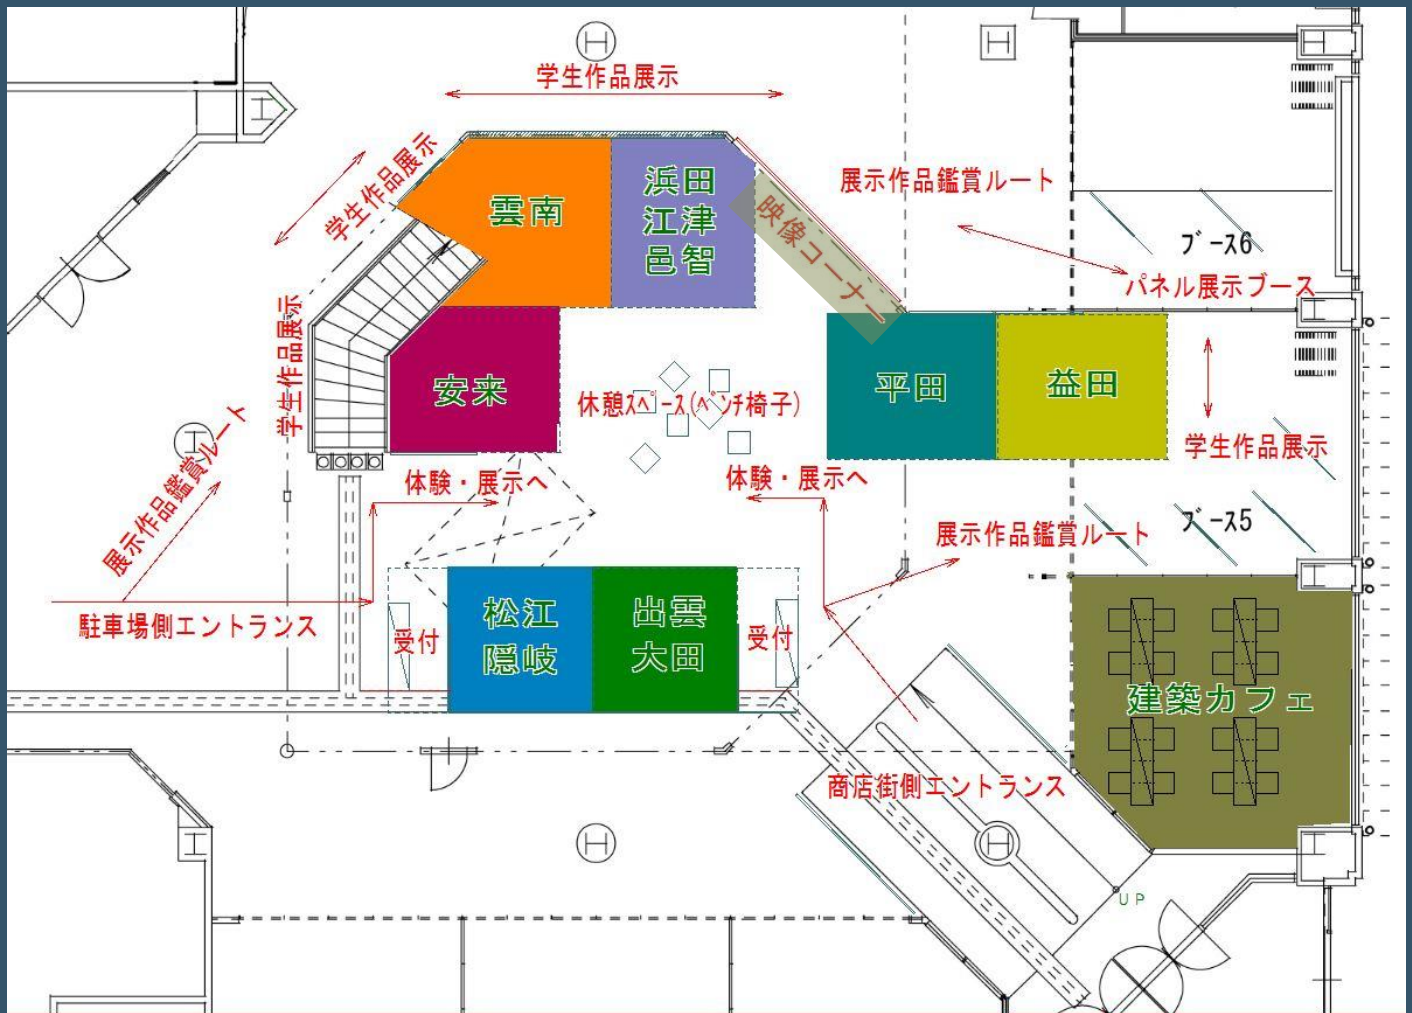 学生作品展示
学生作品展示
雲南
浜田
江津
邑智
映像コーナー
展示作品鑑賞ルート
ブース6
パネル展示ブース
学生作品展示
安来
休憩スペース(ベンチ椅子)
平田
益田
学生作品展示
展示作品鑑賞ルート
体験・展示へ
体験・展示へ
展示作品鑑賞ルート
ブース5
駐車場側エントランス
受付
松江
隠岐
出雲
大田
受付
建築カフェ
商店街側エントランス
UP